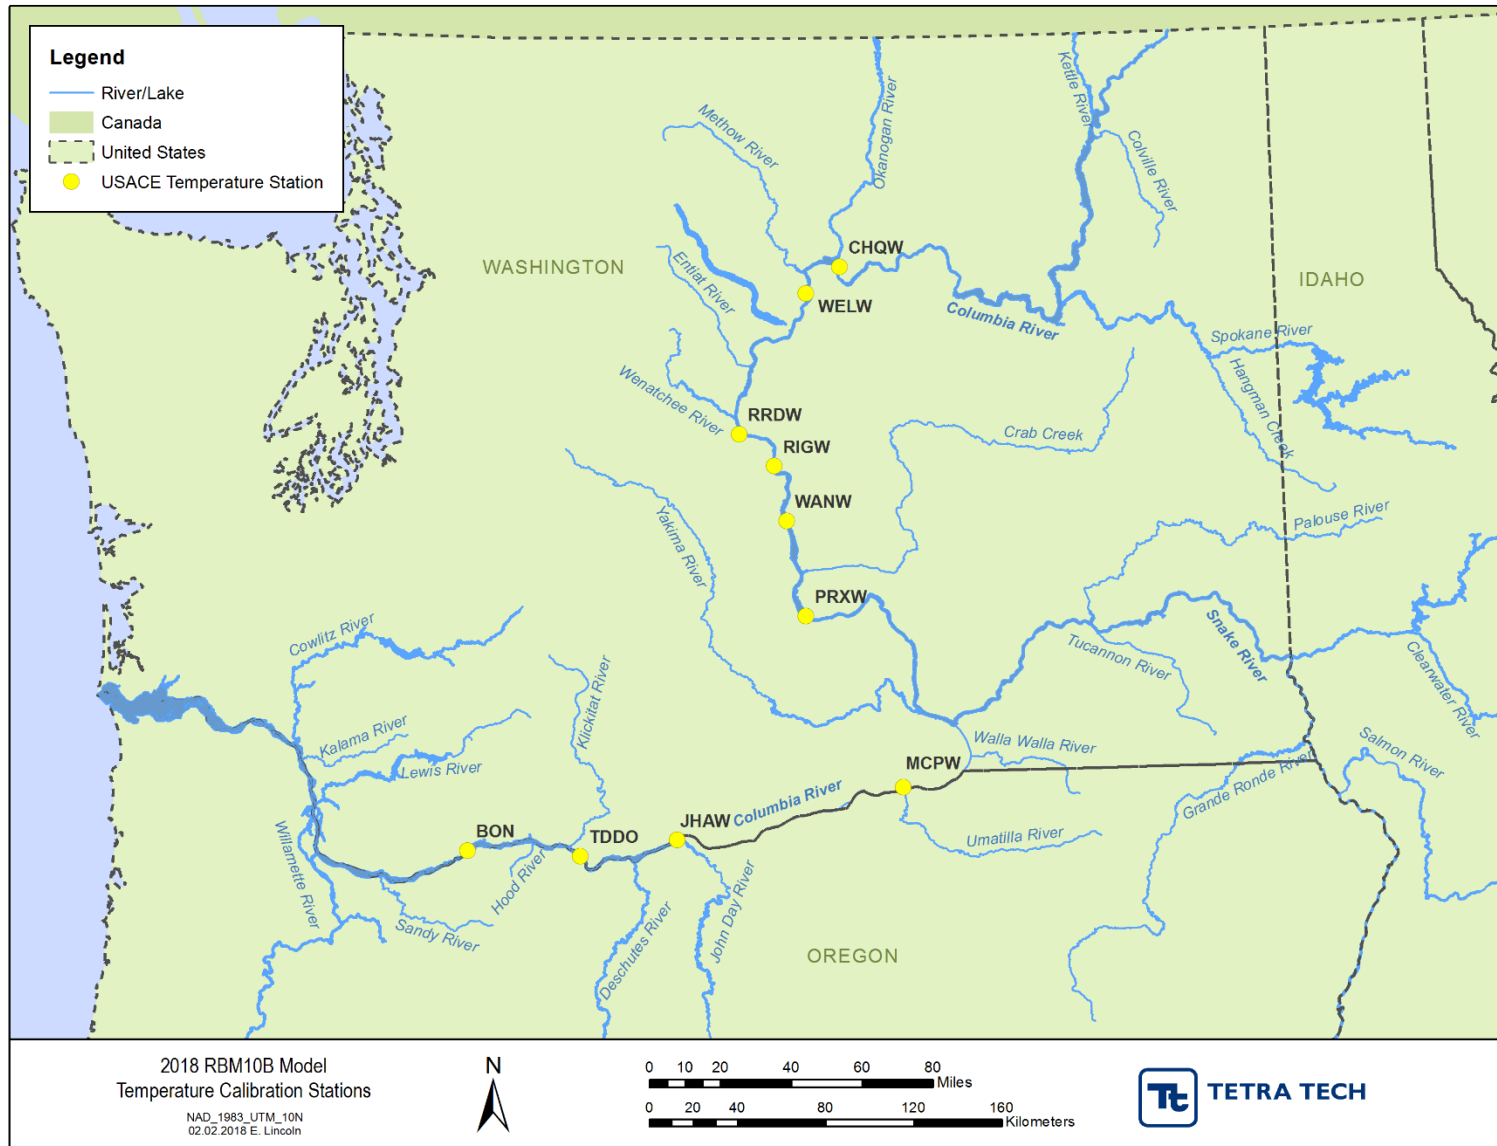 Legend
River/Lake
Canada
United States
USACE Temperature Station
Methow River
Okanogan River
Kettle River
Colville River
CHQW
WASHINGTON
Entiat River
WELW
Columbia River
IDAHO
Spokane River
Hangman Creek
Wenatchee River
RRDW
RIGW
Crab Creek
WANW
Yakima River
Palouse River
PRXW
Cowlitz River
Klickitat River
Tucannon River
Snake River
Clearwater River
Kalama River
Lewis River
Walla Walla River
MCPW
Salmon River
Grande Ronde River
Columbia River
JHAW
TDDO
BON
Umatilla River
Willamette River
Hood River
Sandy River
Deschutes River
John Day River
OREGON
2018 RBM10B Model
Temperature Calibration Stations
NAD_1983_UTM_10N
02.02.2018 E. Lincoln
N
0 10 20 40 60 80
Miles
0 20 40 80 120 160
Kilometers
Tt TETRA TECH